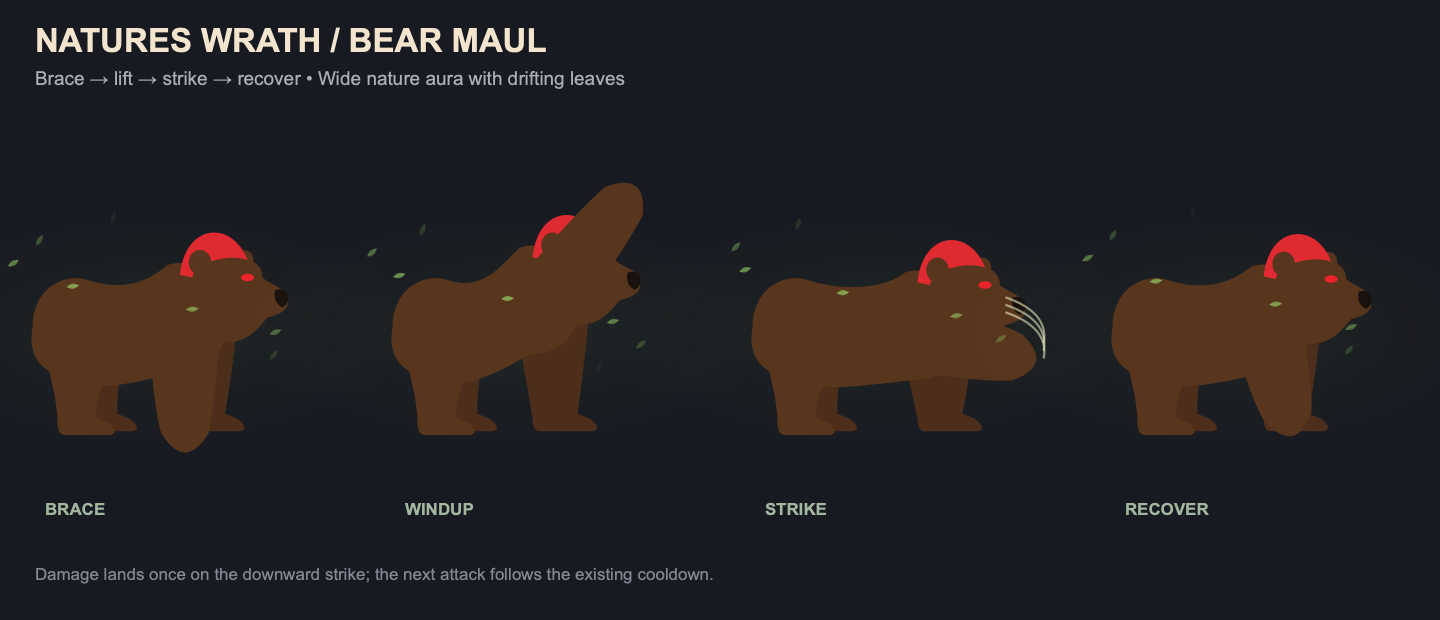 NATURES WRATH / BEAR MAUL
Brace → lift → strike → recover • Wide nature aura with drifting leaves
BRACE
WINDUP
STRIKE
RECOVER
Damage lands once on the downward strike; the next attack follows the existing cooldown.